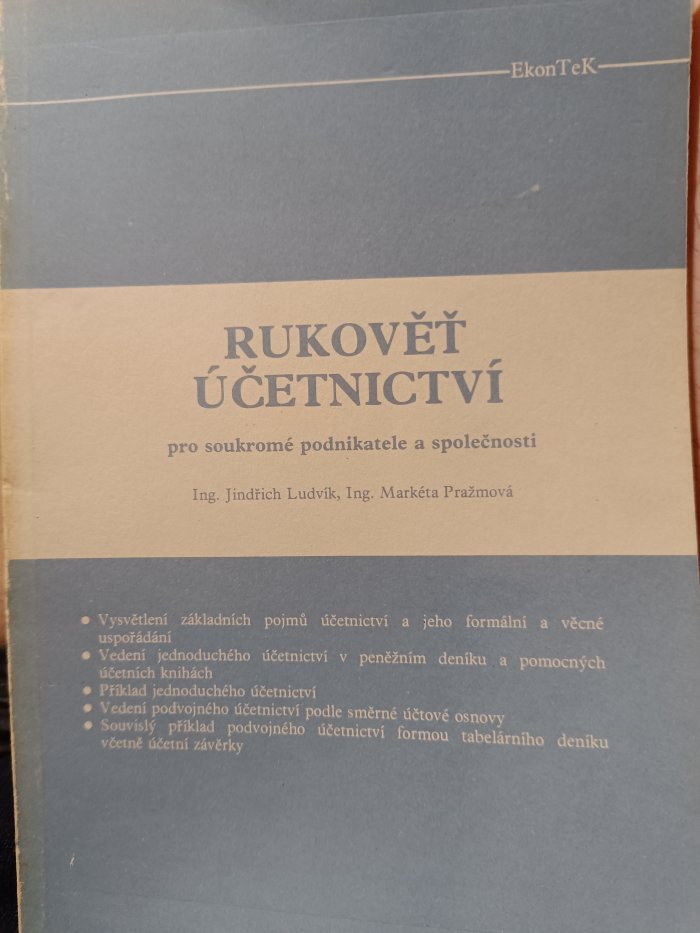 EkonTeK
RUKOVĚŤ
ÚČETNICTVÍ
pro soukromé podnikatele a společnosti
Ing. Jindřich Ludvík, Ing. Markéta Pražmová
● Vysvětlení základních pojmů účetnictví a jeho formální a věcné
uspořádání
● Vedení jednoduchého účetnictví v peněžním deníku a pomocných
účetních knihách
● Příklad jednoduchého účetnictví
● Vedení podvojného účetnictví podle směrné účtové osnovy
● Souvislý příklad podvojného účetnictví formou tabelárního deníku
včetně účetní závěrky